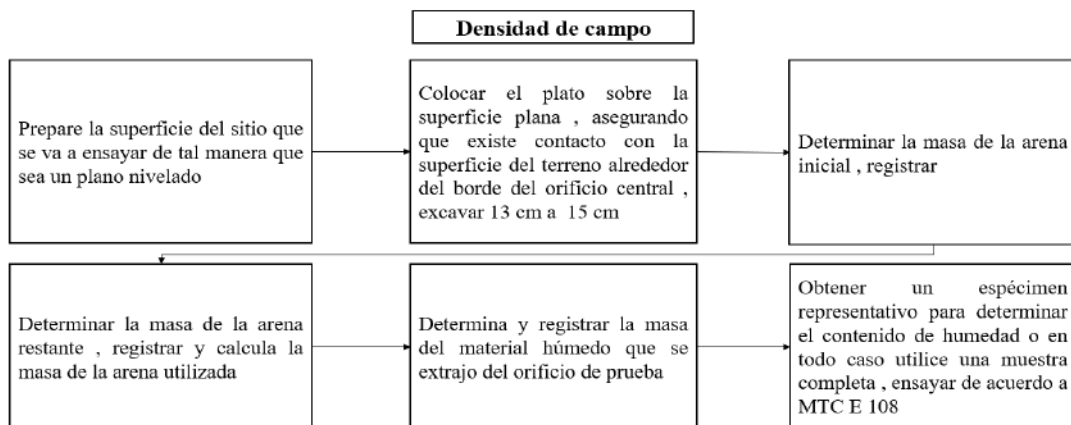 Densidad de campo
Prepare la superficie del sitio que
se va a ensayar de tal manera que
sea un plano nivelado
Colocar el plato sobre la
superficie plana , asegurando
que existe contacto con la
superficie del terreno alrededor
del borde del orificio central ,
excavar 13 cm a 15 cm
Determinar la masa de la arena
inicial , registrar
Determinar la masa de la arena
restante , registrar y calcula la
masa de la arena utilizada
Determina y registrar la masa
del material húmedo que se
extrajo del orificio de prueba
Obtener un espécimen
representativo para determinar
el contenido de humedad o en
todo caso utilice una muestra
completa , ensayar de acuerdo a
MTC E 108